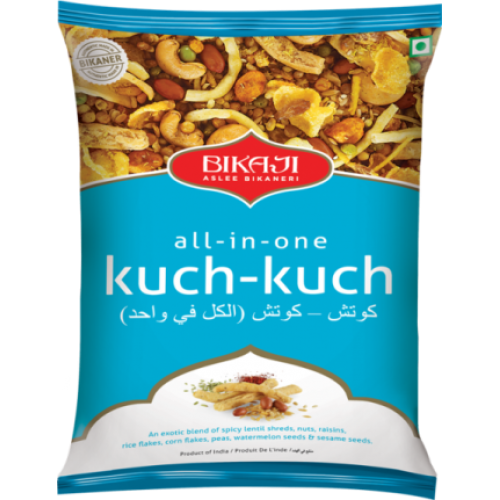 BIKANER
BIKAJI
ASLEE BIKANERI
all-in-one
kuch-kuch
كوتش – كوتش (الكل في واحد)
An exotic blend of spicy lentil shreds, nuts, raisins,
rice flakes, corn flakes, peas, watermelon seeds & sesame seeds.
Product of India / Produit De L'inde /